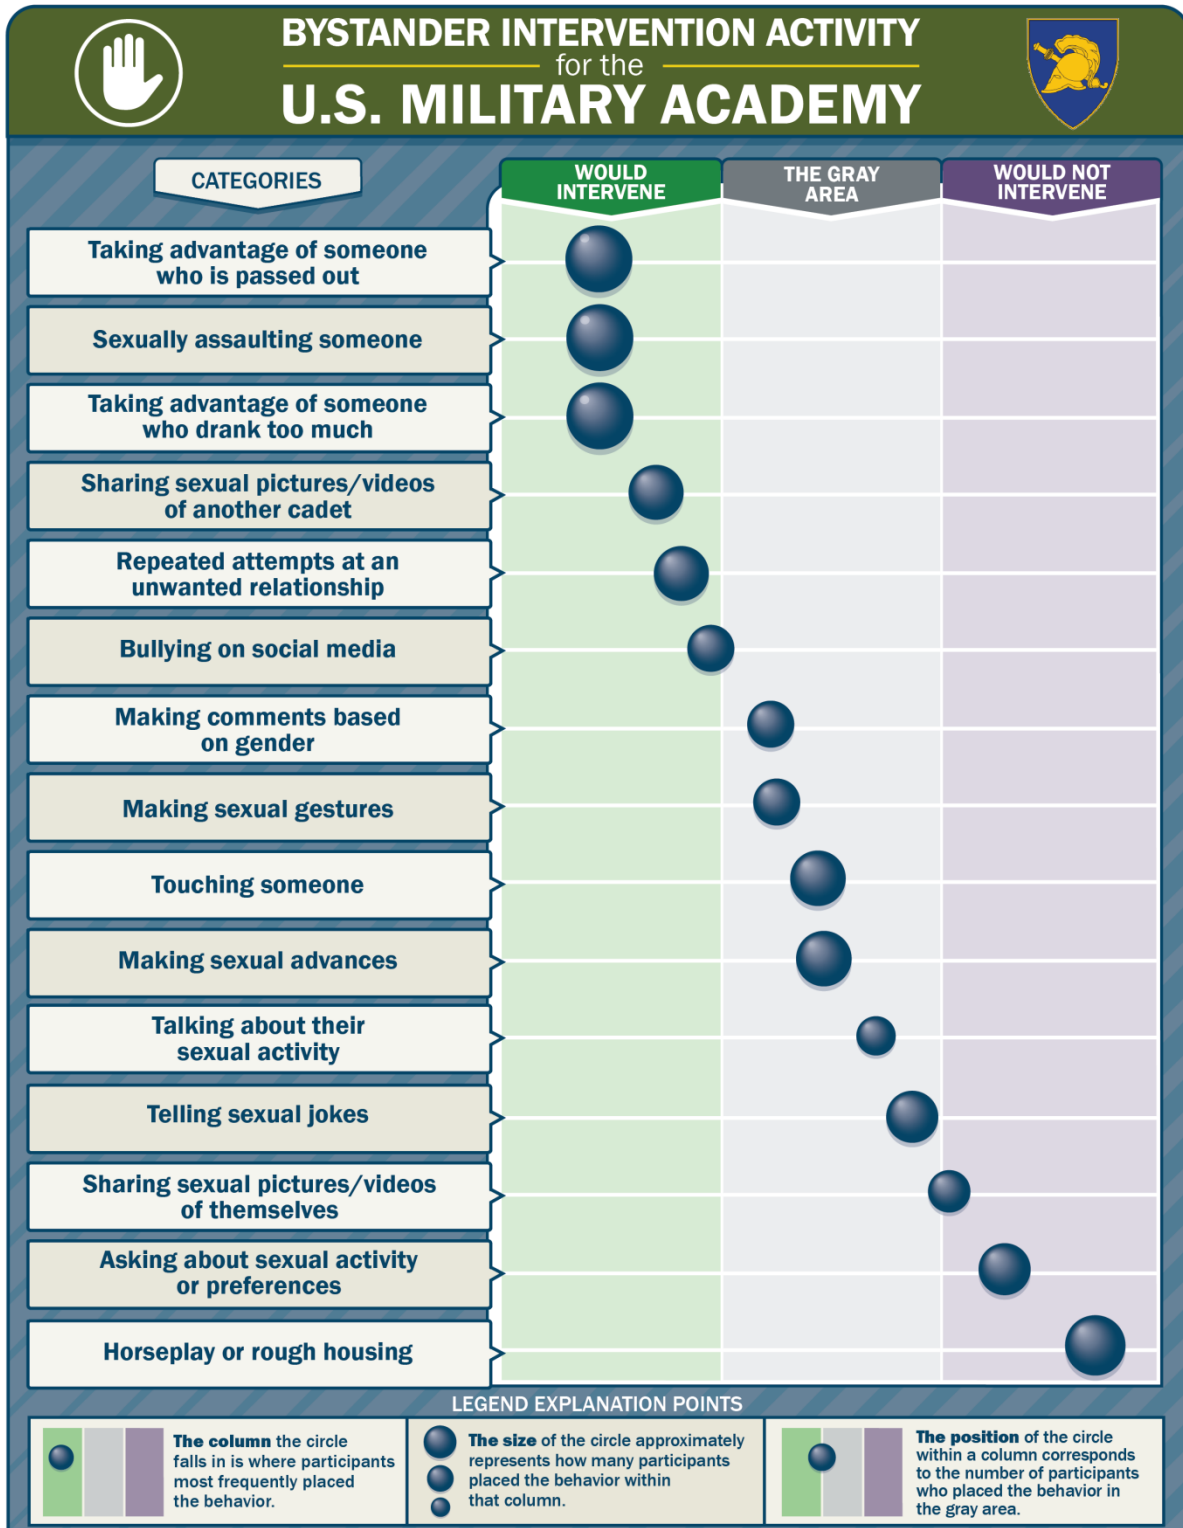 BYSTANDER INTERVENTION ACTIVITY
for the
U.S. MILITARY ACADEMY
CATEGORIES
WOULD
INTERVENE
THE GRAY
AREA
WOULD NOT
INTERVENE
Taking advantage of someone
who is passed out
Sexually assaulting someone
Taking advantage of someone
who drank too much
Sharing sexual pictures/videos
of another cadet
Repeated attempts at an
unwanted relationship
Bullying on social media
Making comments based
on gender
Making sexual gestures
Touching someone
Making sexual advances
Talking about their
sexual activity
Telling sexual jokes
Sharing sexual pictures/videos
of themselves
Asking about sexual activity
or preferences
Horseplay or rough housing
LEGEND EXPLANATION POINTS
The column the circle
falls in is where participants
most frequently placed
the behavior.
The size of the circle approximately
represents how many participants
placed the behavior within
that column.
The position of the circle
within a column corresponds
to the number of participants
who placed the behavior in
the gray area.